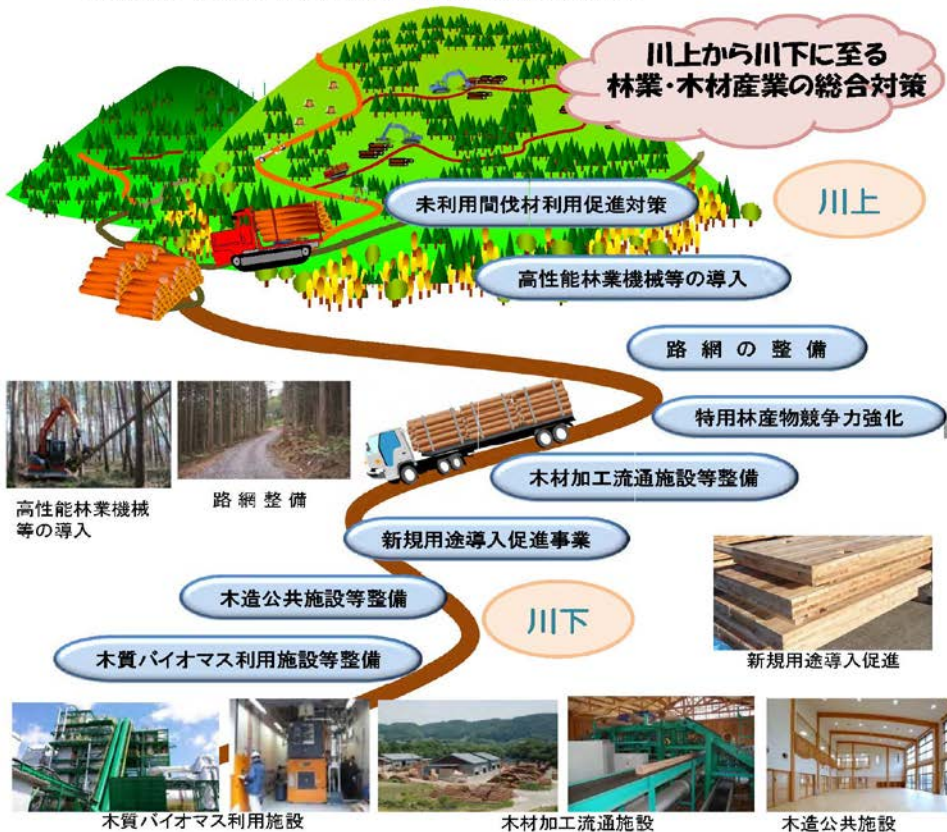 川上から川下に至る
林業・木材産業の総合対策
未利用間伐材利用促進対策
川上
高性能林業機械等の導入
路網の整備
特用林産物競争力強化
木材加工流通施設等整備
高性能林業機械
等の導入
路網整備
新規用途導入促進事業
木造公共施設等整備
川下
木質バイオマス利用施設等整備
新規用途導入促進
木質バイオマス利用施設
木材加工流通施設
木造公共施設